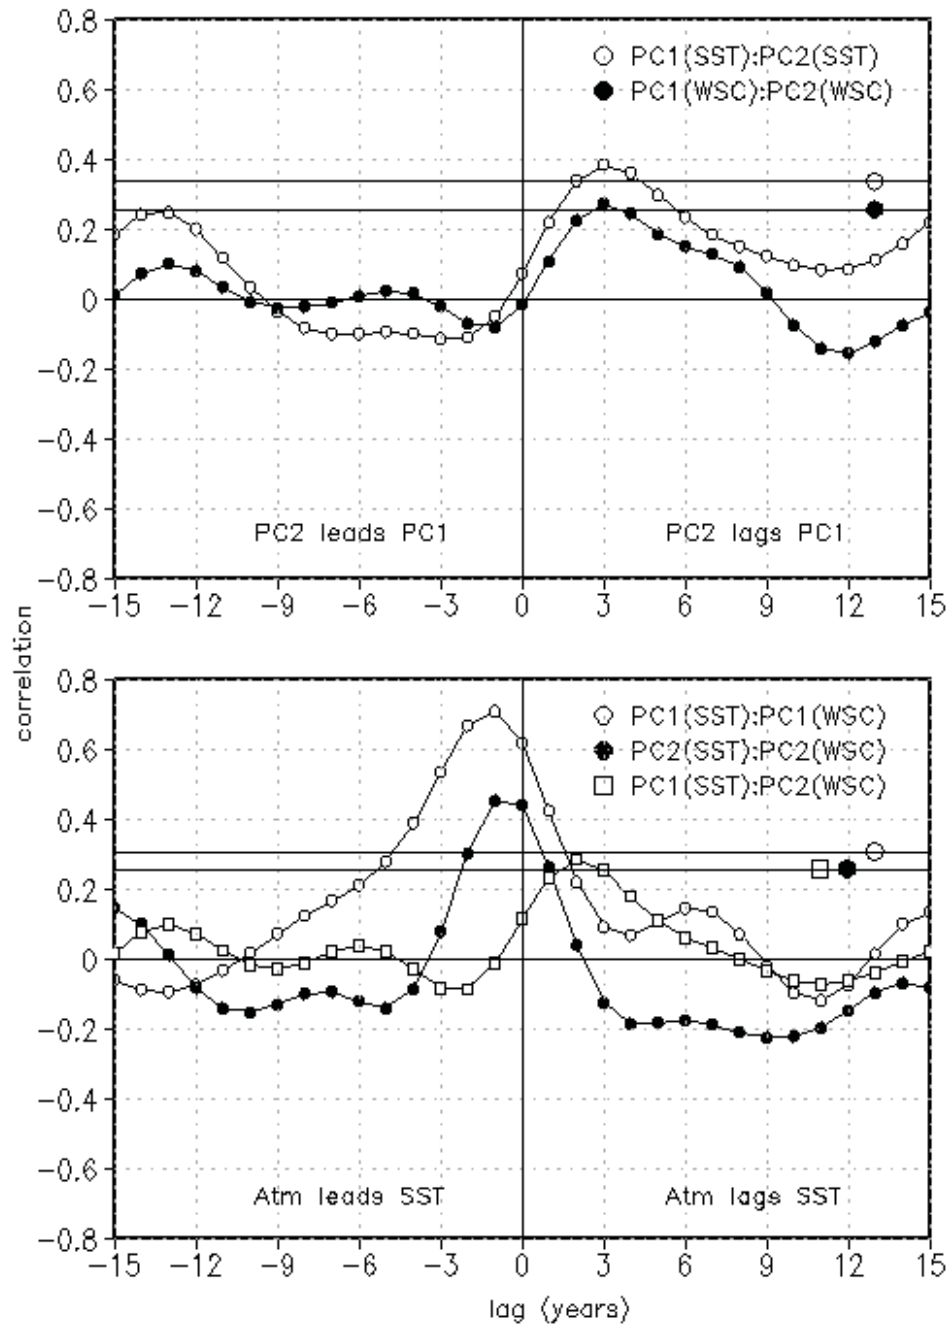 0.8
PC1(SST):PC2(SST)
0.6
PC1(WSC):PC2(WSC)
0.4
0.2
0
−0.2
−0.4
−0.6
PC2 leads PC1
PC2 lags PC1
−0.8
−15 −12 −9 −6 −3 0 3 6 9 12 15
correlation
0.8
PC1(SST):PC1(WSC)
0.6
PC2(SST):PC2(WSC)
PC1(SST):PC2(WSC)
0.4
0.2
0
−0.2
−0.4
−0.6
Atm leads SST
Atm lags SST
−0.8
−15 −12 −9 −6 −3 0 3 6 9 12 15
lag (years)